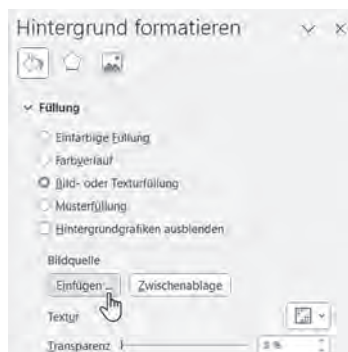 Hintergrund formatieren
Füllung
Einfarbige Füllung
Farbverlauf
Bild- oder Texturfüllung
Musterfüllung
Hintergrundgrafiken ausblenden
Bildquelle
Einfügen... Zwischenablage
Textur
Transparenz